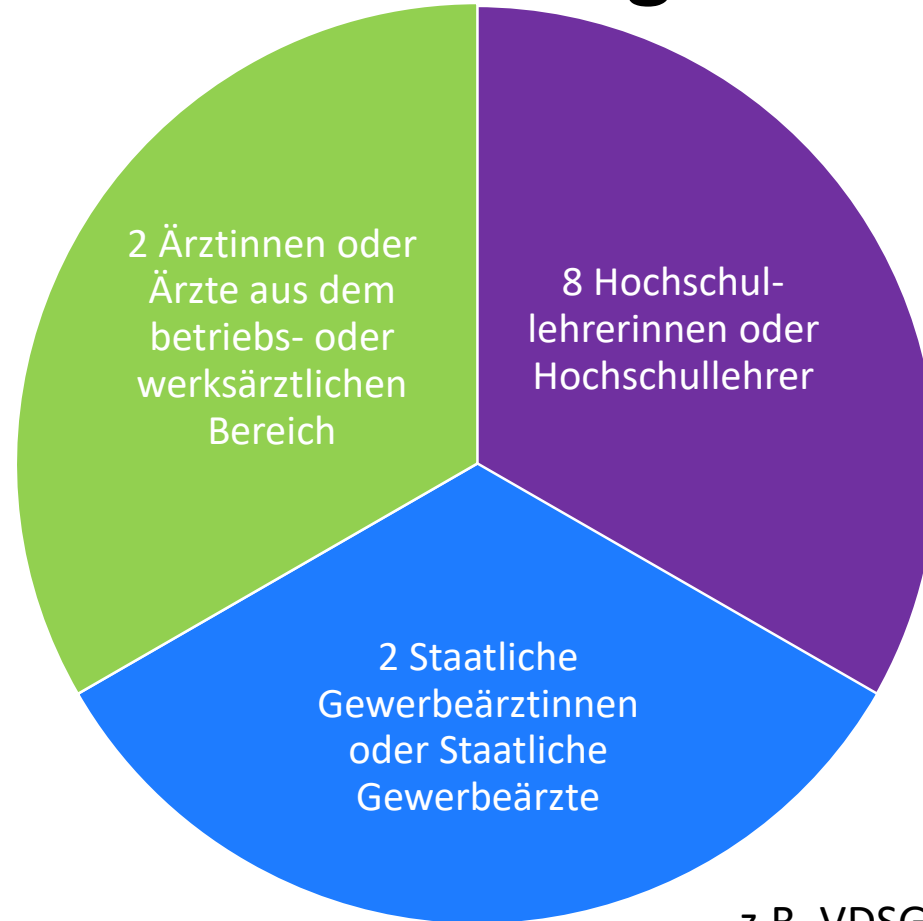 2 Ärztinnen oder
Ärzte aus dem
betriebs- oder
werksärztlichen
Bereich
8 Hochschul-
lehrerinnen oder
Hochschullehrer
2 Staatliche
Gewerbeärztinnen
oder Staatliche
Gewerbeärzte
z.B. VDSC